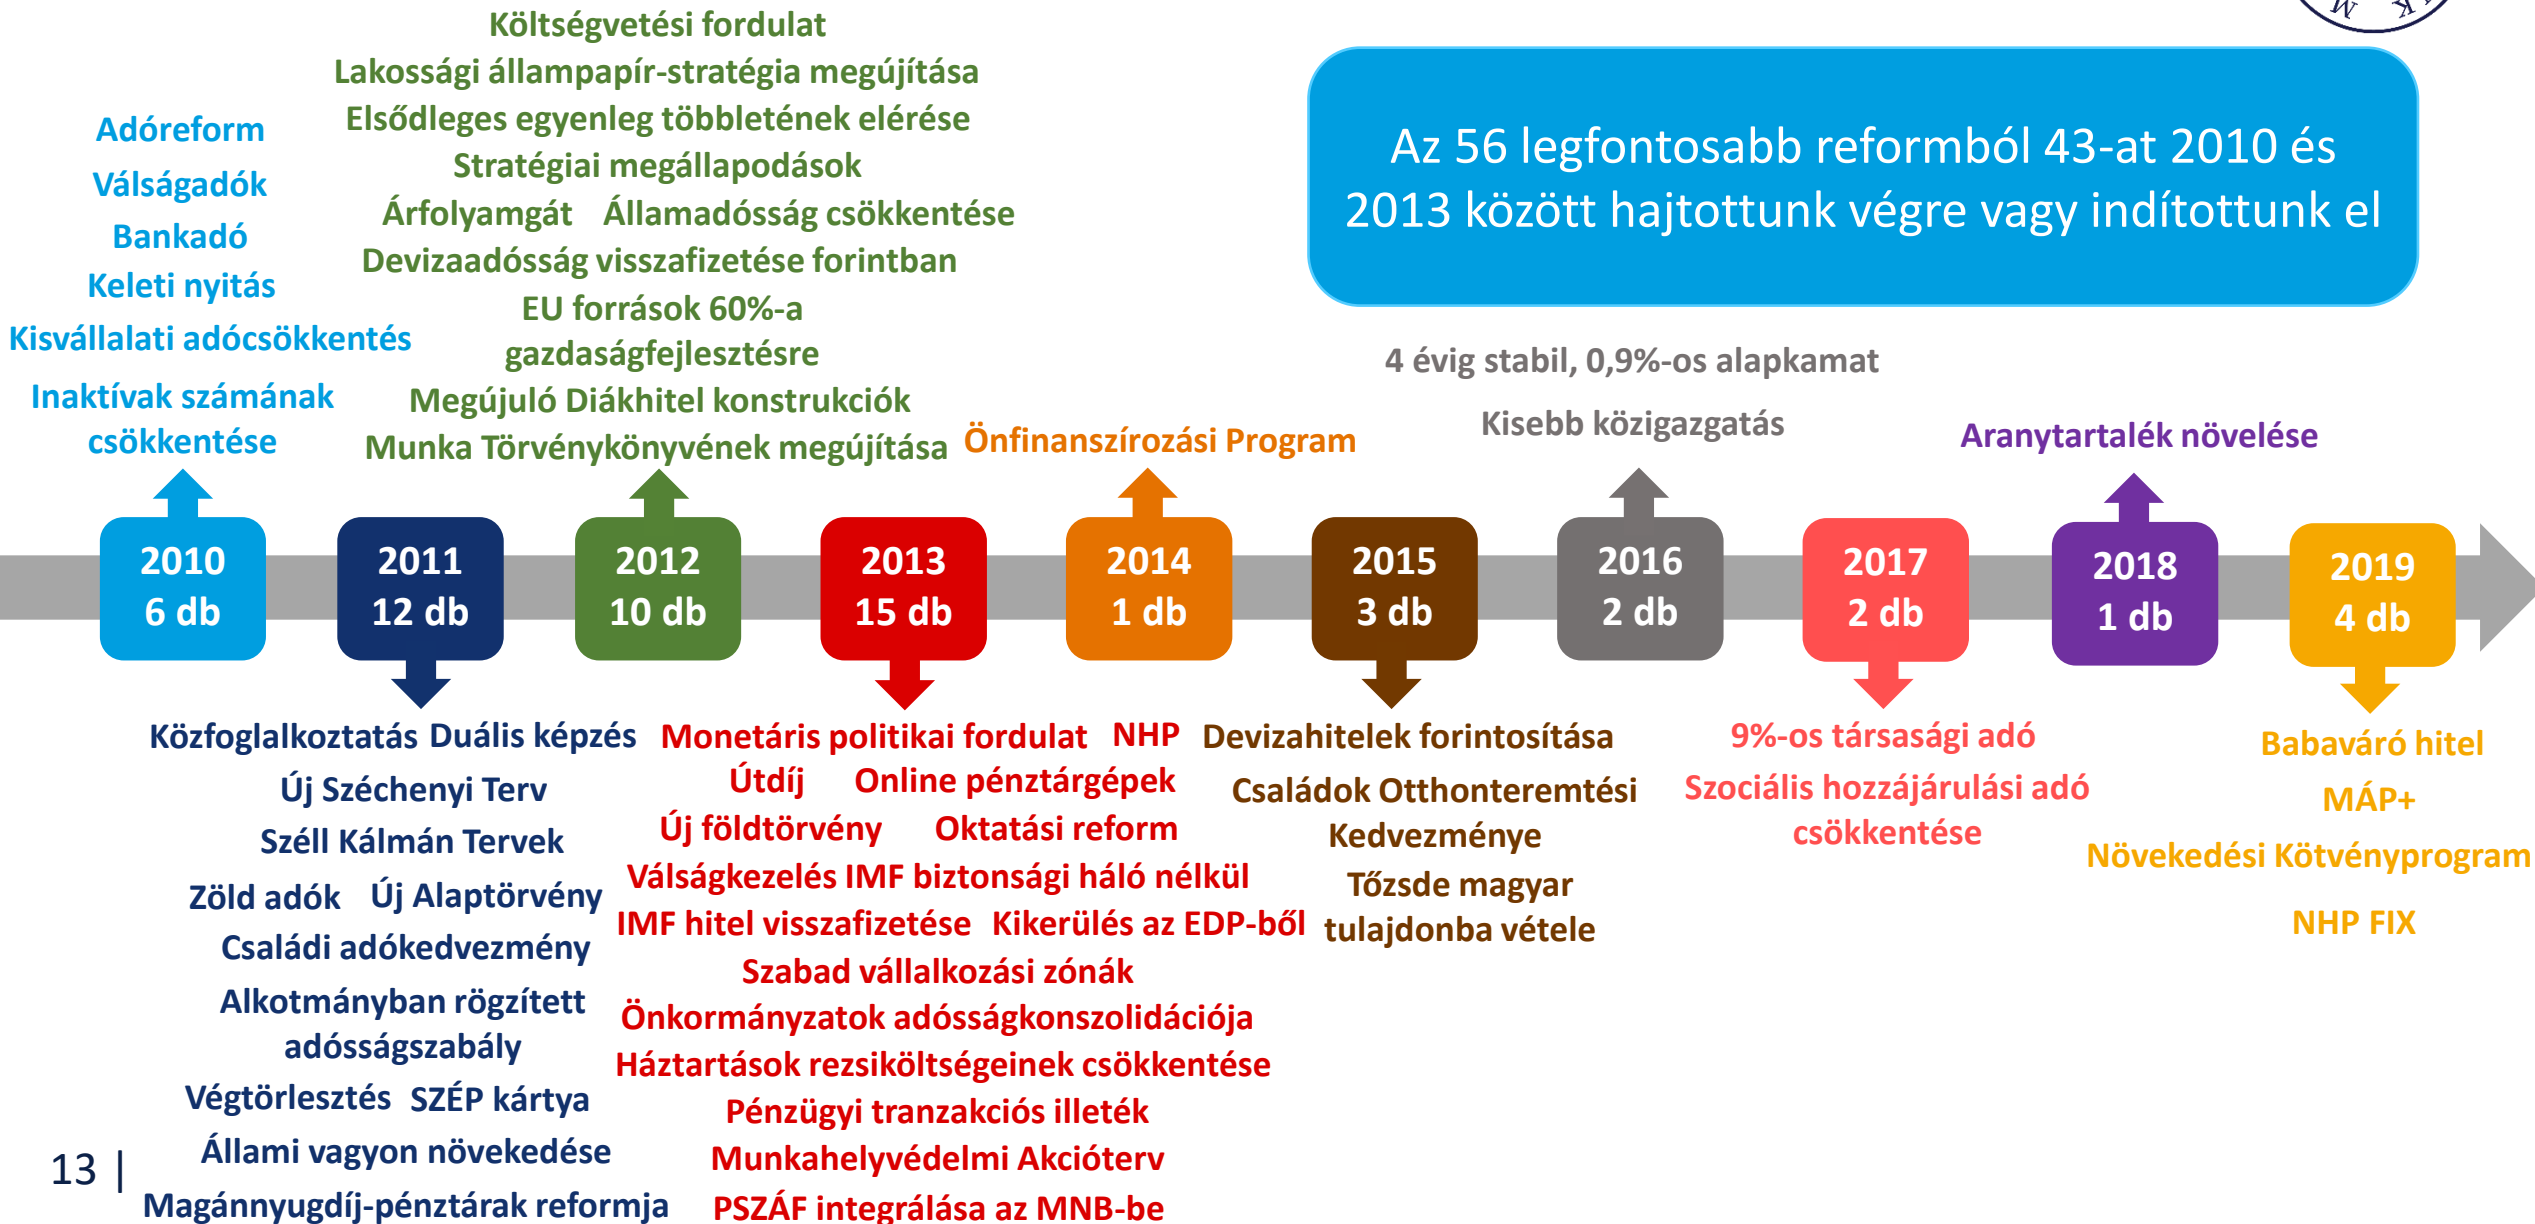 M K
Költségvetési fordulat
Lakossági állampapír-stratégia megújítása
Elsődleges egyenleg többletének elérése
Stratégiai megállapodások
Árfolyamgát Államadósság csökkentése
Devizaadósság visszafizetése forintban
EU források 60%-a
gazdaságfejlesztésre
Megújuló Diákhitel konstrukciók
Munka Törvénykönyvének megújítása
Adóreform
Válságadók
Bankadó
Keleti nyitás
Kisvállalati adócsökkentés
Inaktívak számának
csökkentése
Az 56 legfontosabb reformból 43-at 2010 és
2013 között hajtottunk végre vagy indítottunk el
Önfinanszírozási Program
4 évig stabil, 0,9%-os alapkamat
Kisebb közigazgatás
Aranytartalék növelése
2010
6 db
2011
12 db
2012
10 db
2013
15 db
2014
1 db
2015
3 db
2016
2 db
2017
2 db
2018
1 db
2019
4 db
Közfoglalkoztatás Duális képzés
Új Széchenyi Terv
Széll Kálmán Tervek
Zöld adók Új Alaptörvény
Családi adókedvezmény
Alkotmányban rögzített
adósságszabály
Végtörlesztés SZÉP kártya
Állami vagyon növekedése
Magánnyugdíj-pénztárak reformja
Monetáris politikai fordulat NHP
Útdíj Online pénztárgépek
Új földtörvény Oktatási reform
Válságkezelés IMF biztonsági háló nélkül
IMF hitel visszafizetése Kikerülés az EDP-ből
Szabad vállalkozási zónák
Önkormányzatok adósságkonszolidációja
Háztartások rezsiköltségeinek csökkentése
Pénzügyi tranzakciós illeték
Munkahelyvédelmi Akcióterv
PSZÁF integrálása az MNB-be
Devizahitelek forintosítása
Családok Otthonteremtési
Kedvezménye
Tőzsde magyar
tulajdonba vétele
9%-os társasági adó
Szociális hozzájárulási adó
csökkentése
Babaváró hitel
MÁP+
Növekedési Kötvényprogram
NHP FIX
13 |